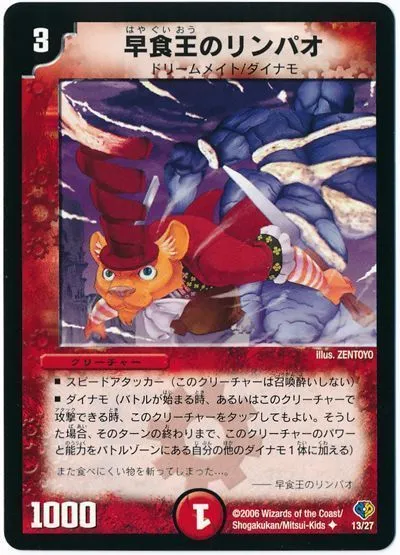 3
はやぐいおう
早食王のリンパオ
ドリームメイト/ダイナモ
illus. ZENTOYO
クリーチャー
■ スピードアタッカー(このクリーチャーは召喚酔いしない)
■ ダイナモ(バトルが始まる時、あるいはこのクリーチャーで
攻撃できる時、このクリーチャーをタップしてもよい。そうし
た場合、そのターンの終わりまで、このクリーチャーのパワー
と能力をバトルゾーンにある自分の他のダイナモ1体に加える)
また食べにくい物を斬ってしまった…。
―― 早食王のリンパオ
1000
1
©2006 Wizards of the Coast/
Shogakukan/Mitsui-Kids
13/27